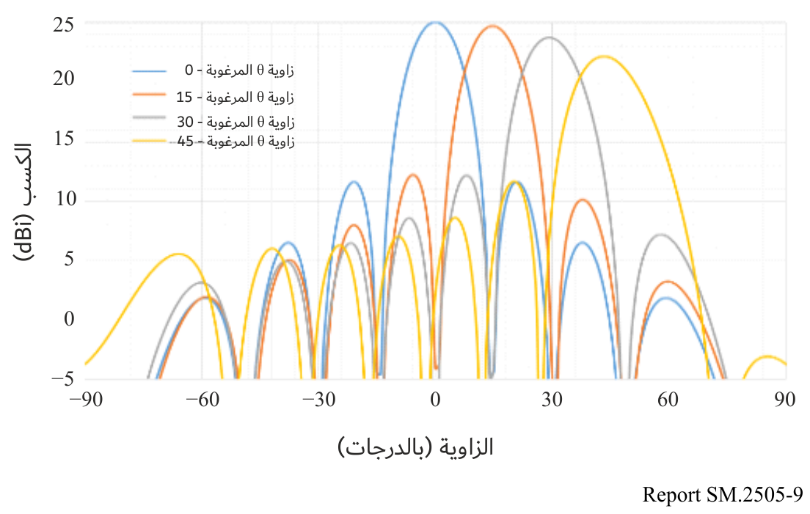 25
20
15
10
5
0
−5
الكسب (dBi)
زاوية θ المرغوبة - 0
زاوية θ المرغوبة - 15
زاوية θ المرغوبة - 30
زاوية θ المرغوبة - 45
−90 −60 −30 0 30 60 90
الزاوية (بالدرجات)
Report SM.2505-9